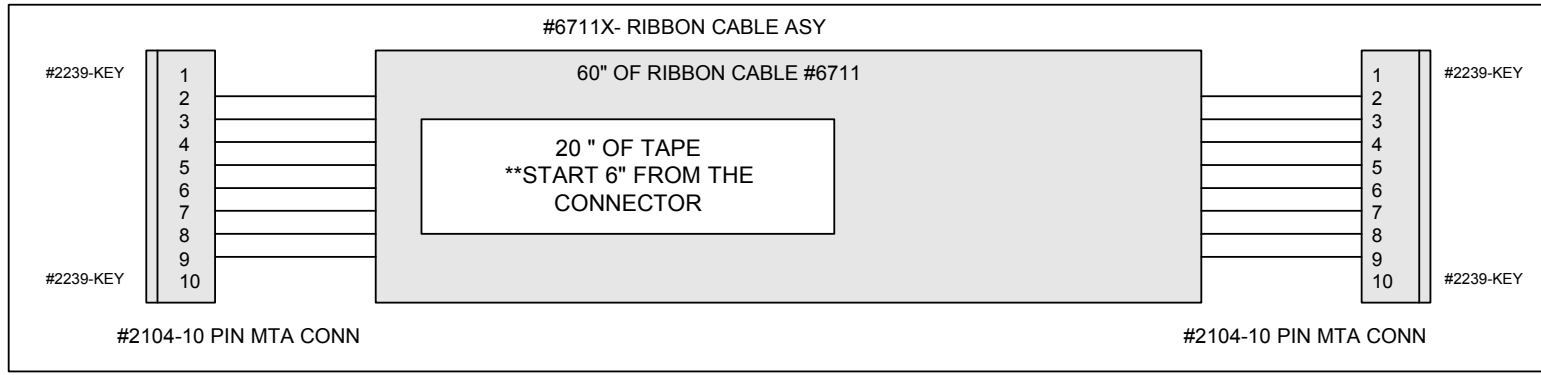 #6711X- RIBBON CABLE ASY
60" OF RIBBON CABLE #6711
#2239-KEY
1
2
3
4
5
6
7
8
9
10
#2239-KEY
20 " OF TAPE
**START 6" FROM THE
CONNECTOR
1
2
3
4
5
6
7
8
9
10
#2239-KEY
#2239-KEY
#2104-10 PIN MTA CONN
#2104-10 PIN MTA CONN